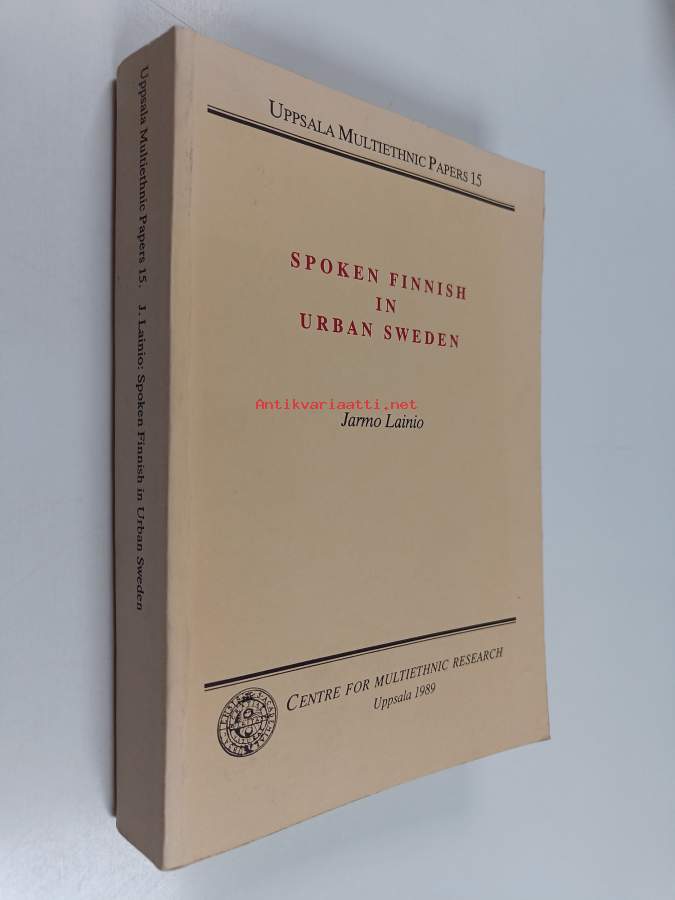 Uppsala Multiethnic Papers 15. J. Lainio: Spoken Finnish in Urban Sweden
UPPSALA MULTIETHNIC PAPERS 15
SPOKEN FINNISH
IN
URBAN SWEDEN
Antikvariaatti.net
Jarmo Lainio
CENTRE FOR MULTIETHNIC RESEARCH
Uppsala 1989